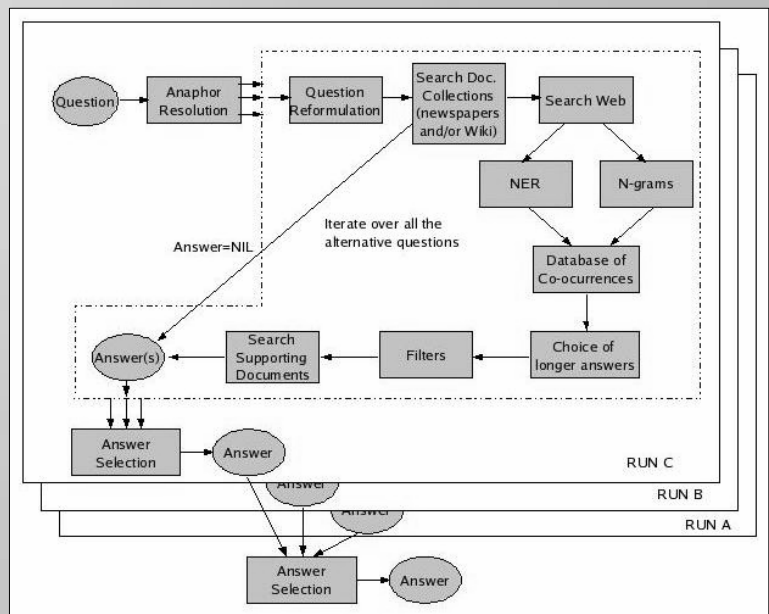 Question
Anaphor
Resolution
Question
Reformulation
Search Doc.
Collections
(newspapers
and/or Wiki)
Search Web
NER
N-grams
Iterate over all the
alternative questions
Answer=NIL
Database of
Co-ocurrences
Answer(s)
Search
Supporting
Documents
Filters
Choice of
longer answers
Answer
Selection
Answer
RUN C
Answer
RUN B
Answer
RUN A
Answer
Selection
Answer